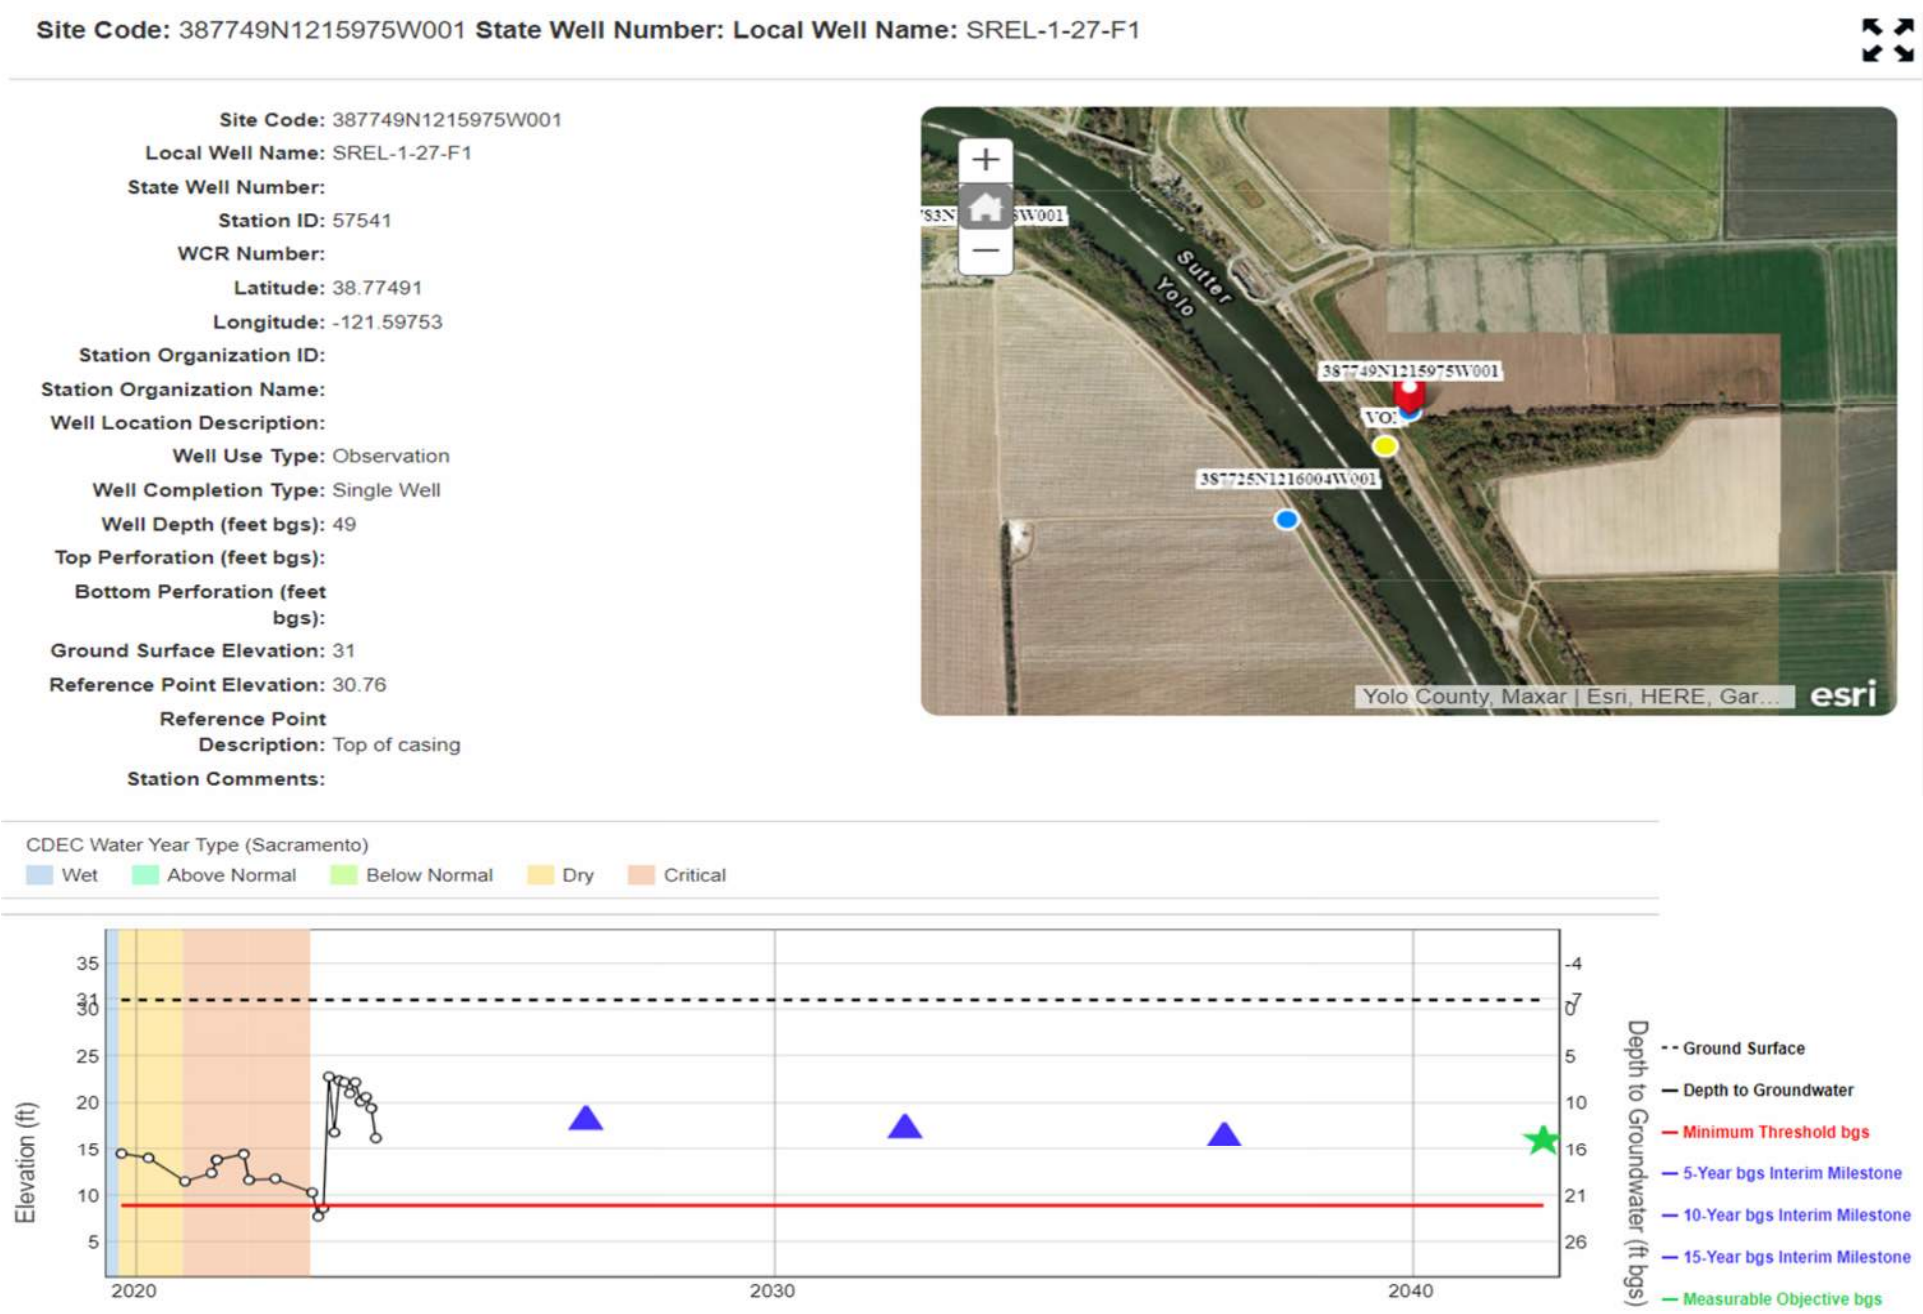 Site Code: 387749N1215975W001 State Well Number: Local Well Name: SREL-1-27-F1
Site Code: 387749N1215975W001
Local Well Name: SREL-1-27-F1
State Well Number:
Station ID: 57541
WCR Number:
Latitude: 38.77491
Longitude: -121.59753
Station Organization ID:
Station Organization Name:
Well Location Description:
Well Use Type: Observation
Well Completion Type: Single Well
Well Depth (feet bgs): 49
Top Perforation (feet bgs):
Bottom Perforation (feet
bgs):
Ground Surface Elevation: 31
Reference Point Elevation: 30.76
Reference Point
Description: Top of casing
Station Comments:
+
−
W001
Sutter
Yolo
387749N1215975W001
387725N1216004W001
Yolo County, Maxar | Esri, HERE, Gar...
esri
CDEC Water Year Type (Sacramento)
Wet Above Normal Below Normal Dry Critical
Elevation (ft)
35
31
30
25
20
15
10
5
2020 2030 2040
-4
0
5
10
16
21
26
Depth to Groundwater (ft bgs)
-- Ground Surface
— Depth to Groundwater
— Minimum Threshold bgs
— 5-Year bgs Interim Milestone
— 10-Year bgs Interim Milestone
— 15-Year bgs Interim Milestone
— Measurable Objective bgs